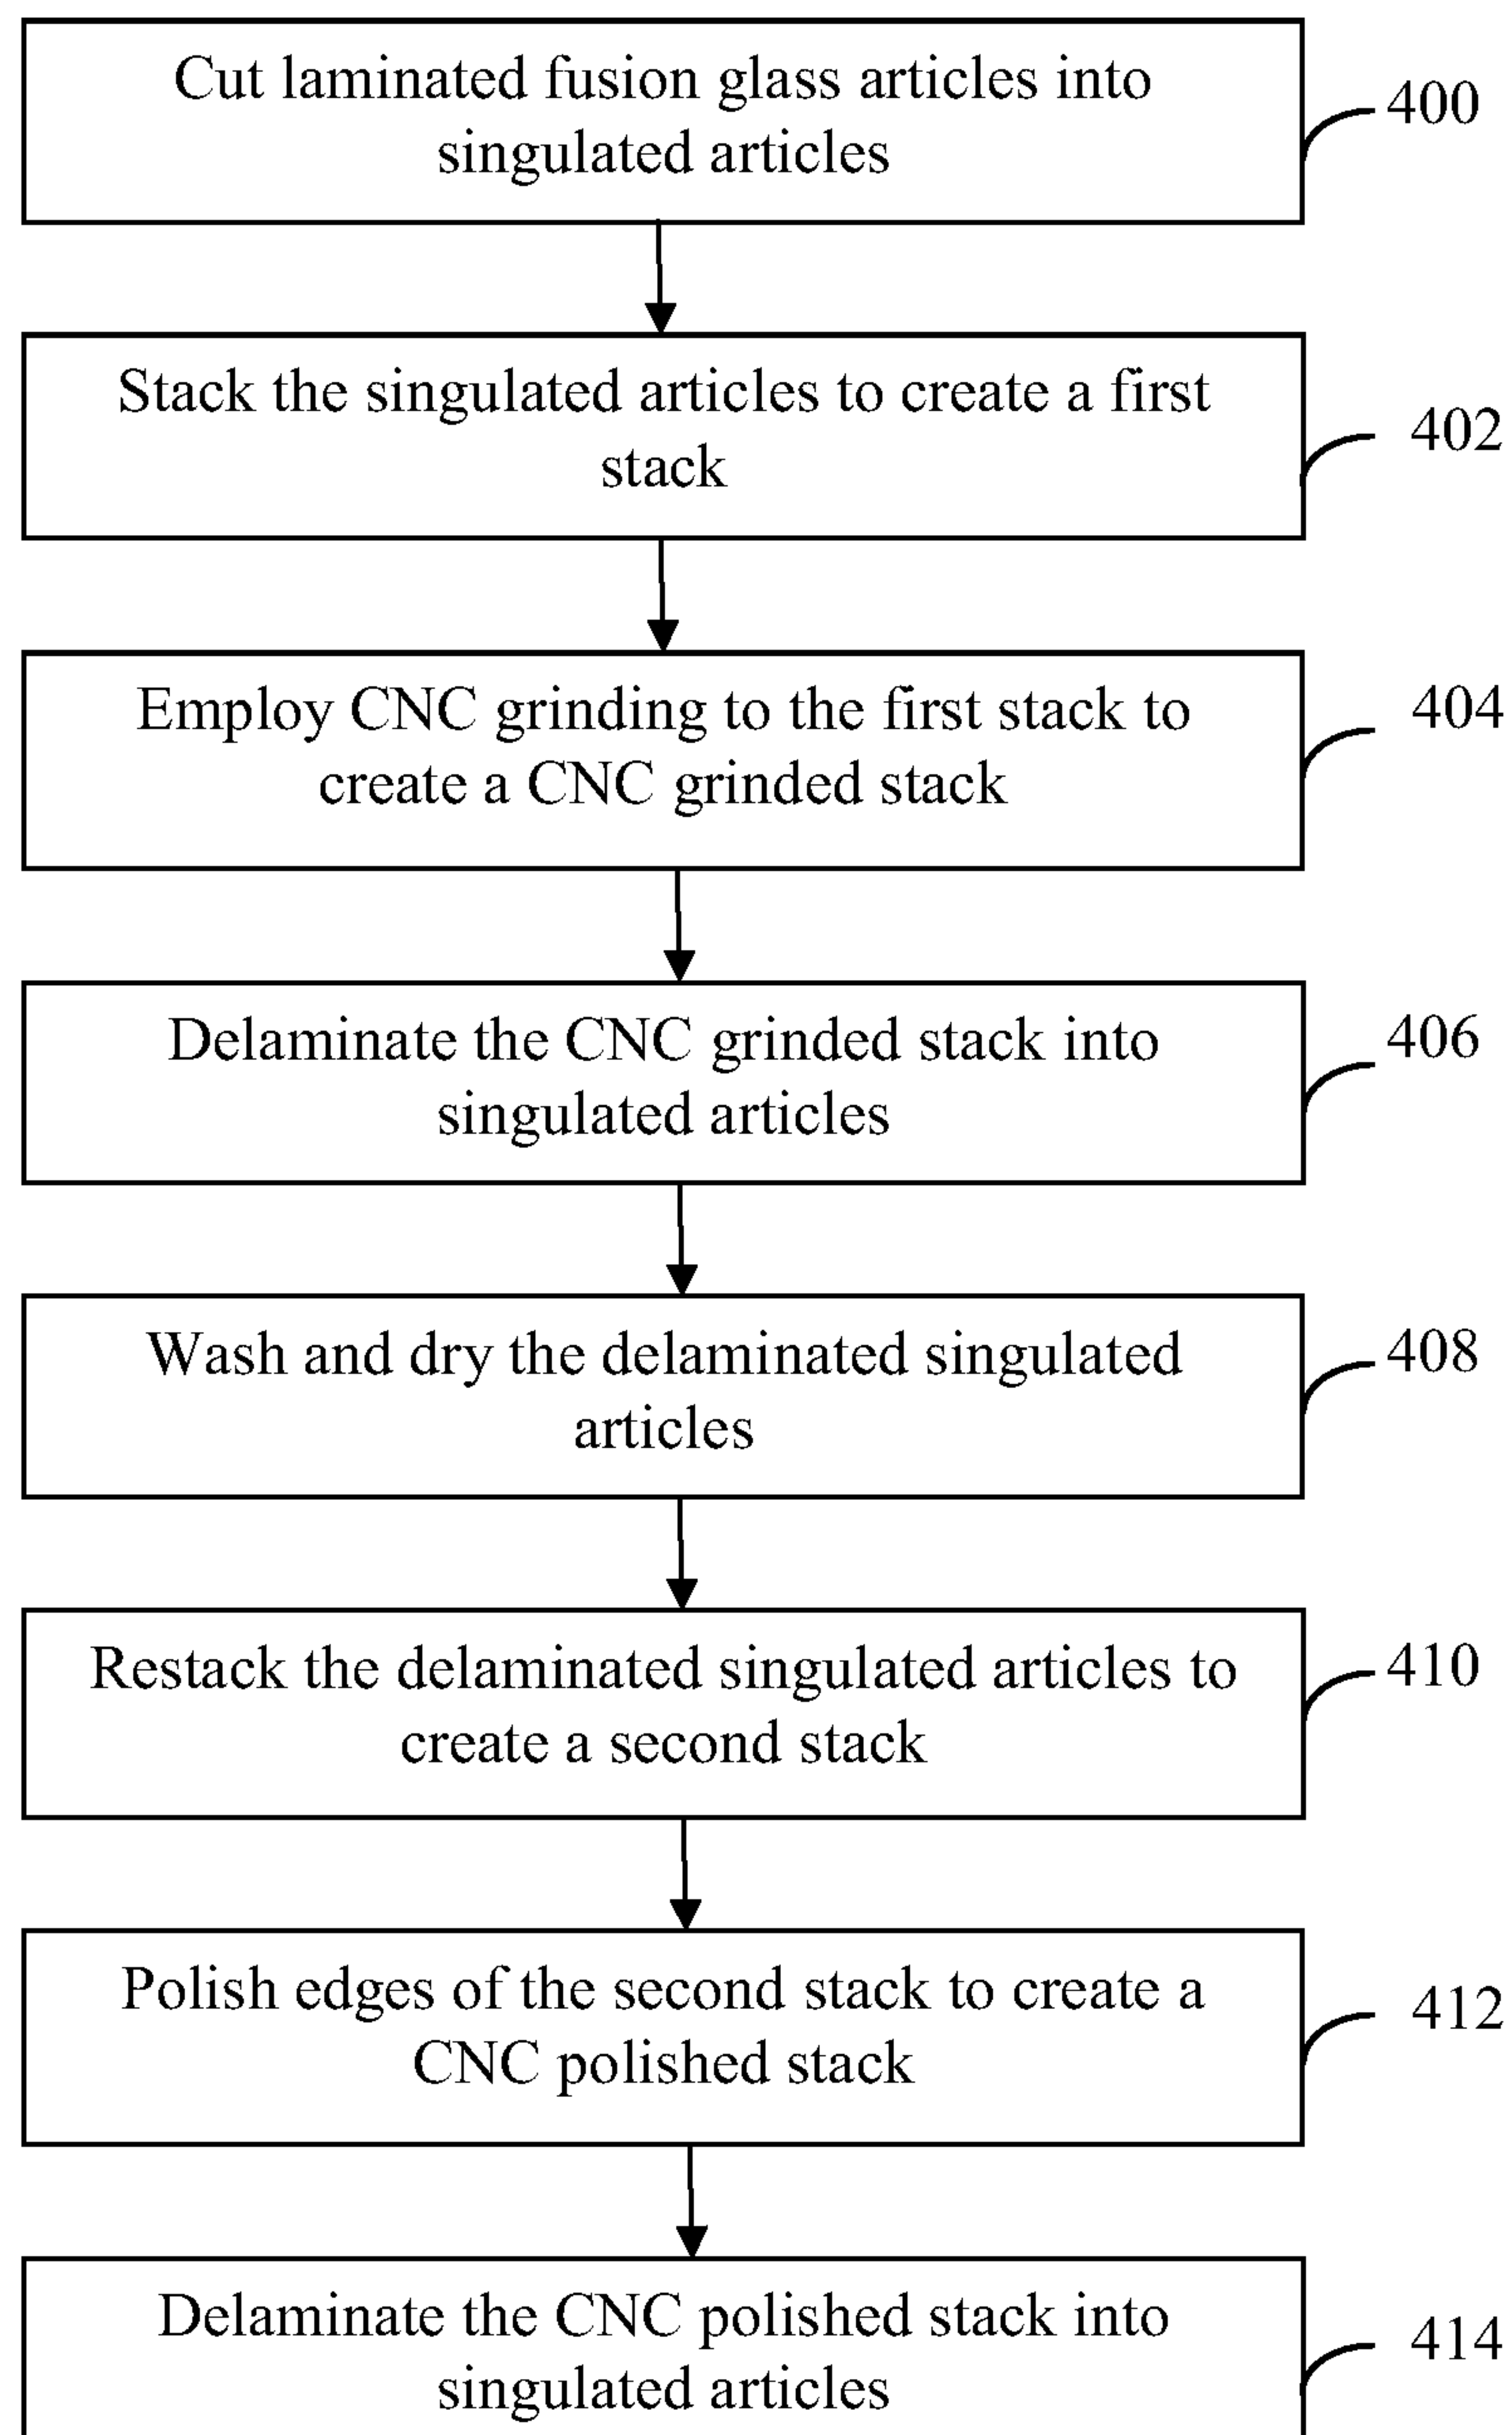 Cut laminated fusion glass articles into
singulated articles
400
Stack the singulated articles to create a first
stack
402
Employ CNC grinding to the first stack to
create a CNC grinded stack
404
Delaminate the CNC grinded stack into
singulated articles
406
Wash and dry the delaminated singulated
articles
408
Restack the delaminated singulated articles to
create a second stack
410
Polish edges of the second stack to create a
CNC polished stack
412
Delaminate the CNC polished stack into
singulated articles
414